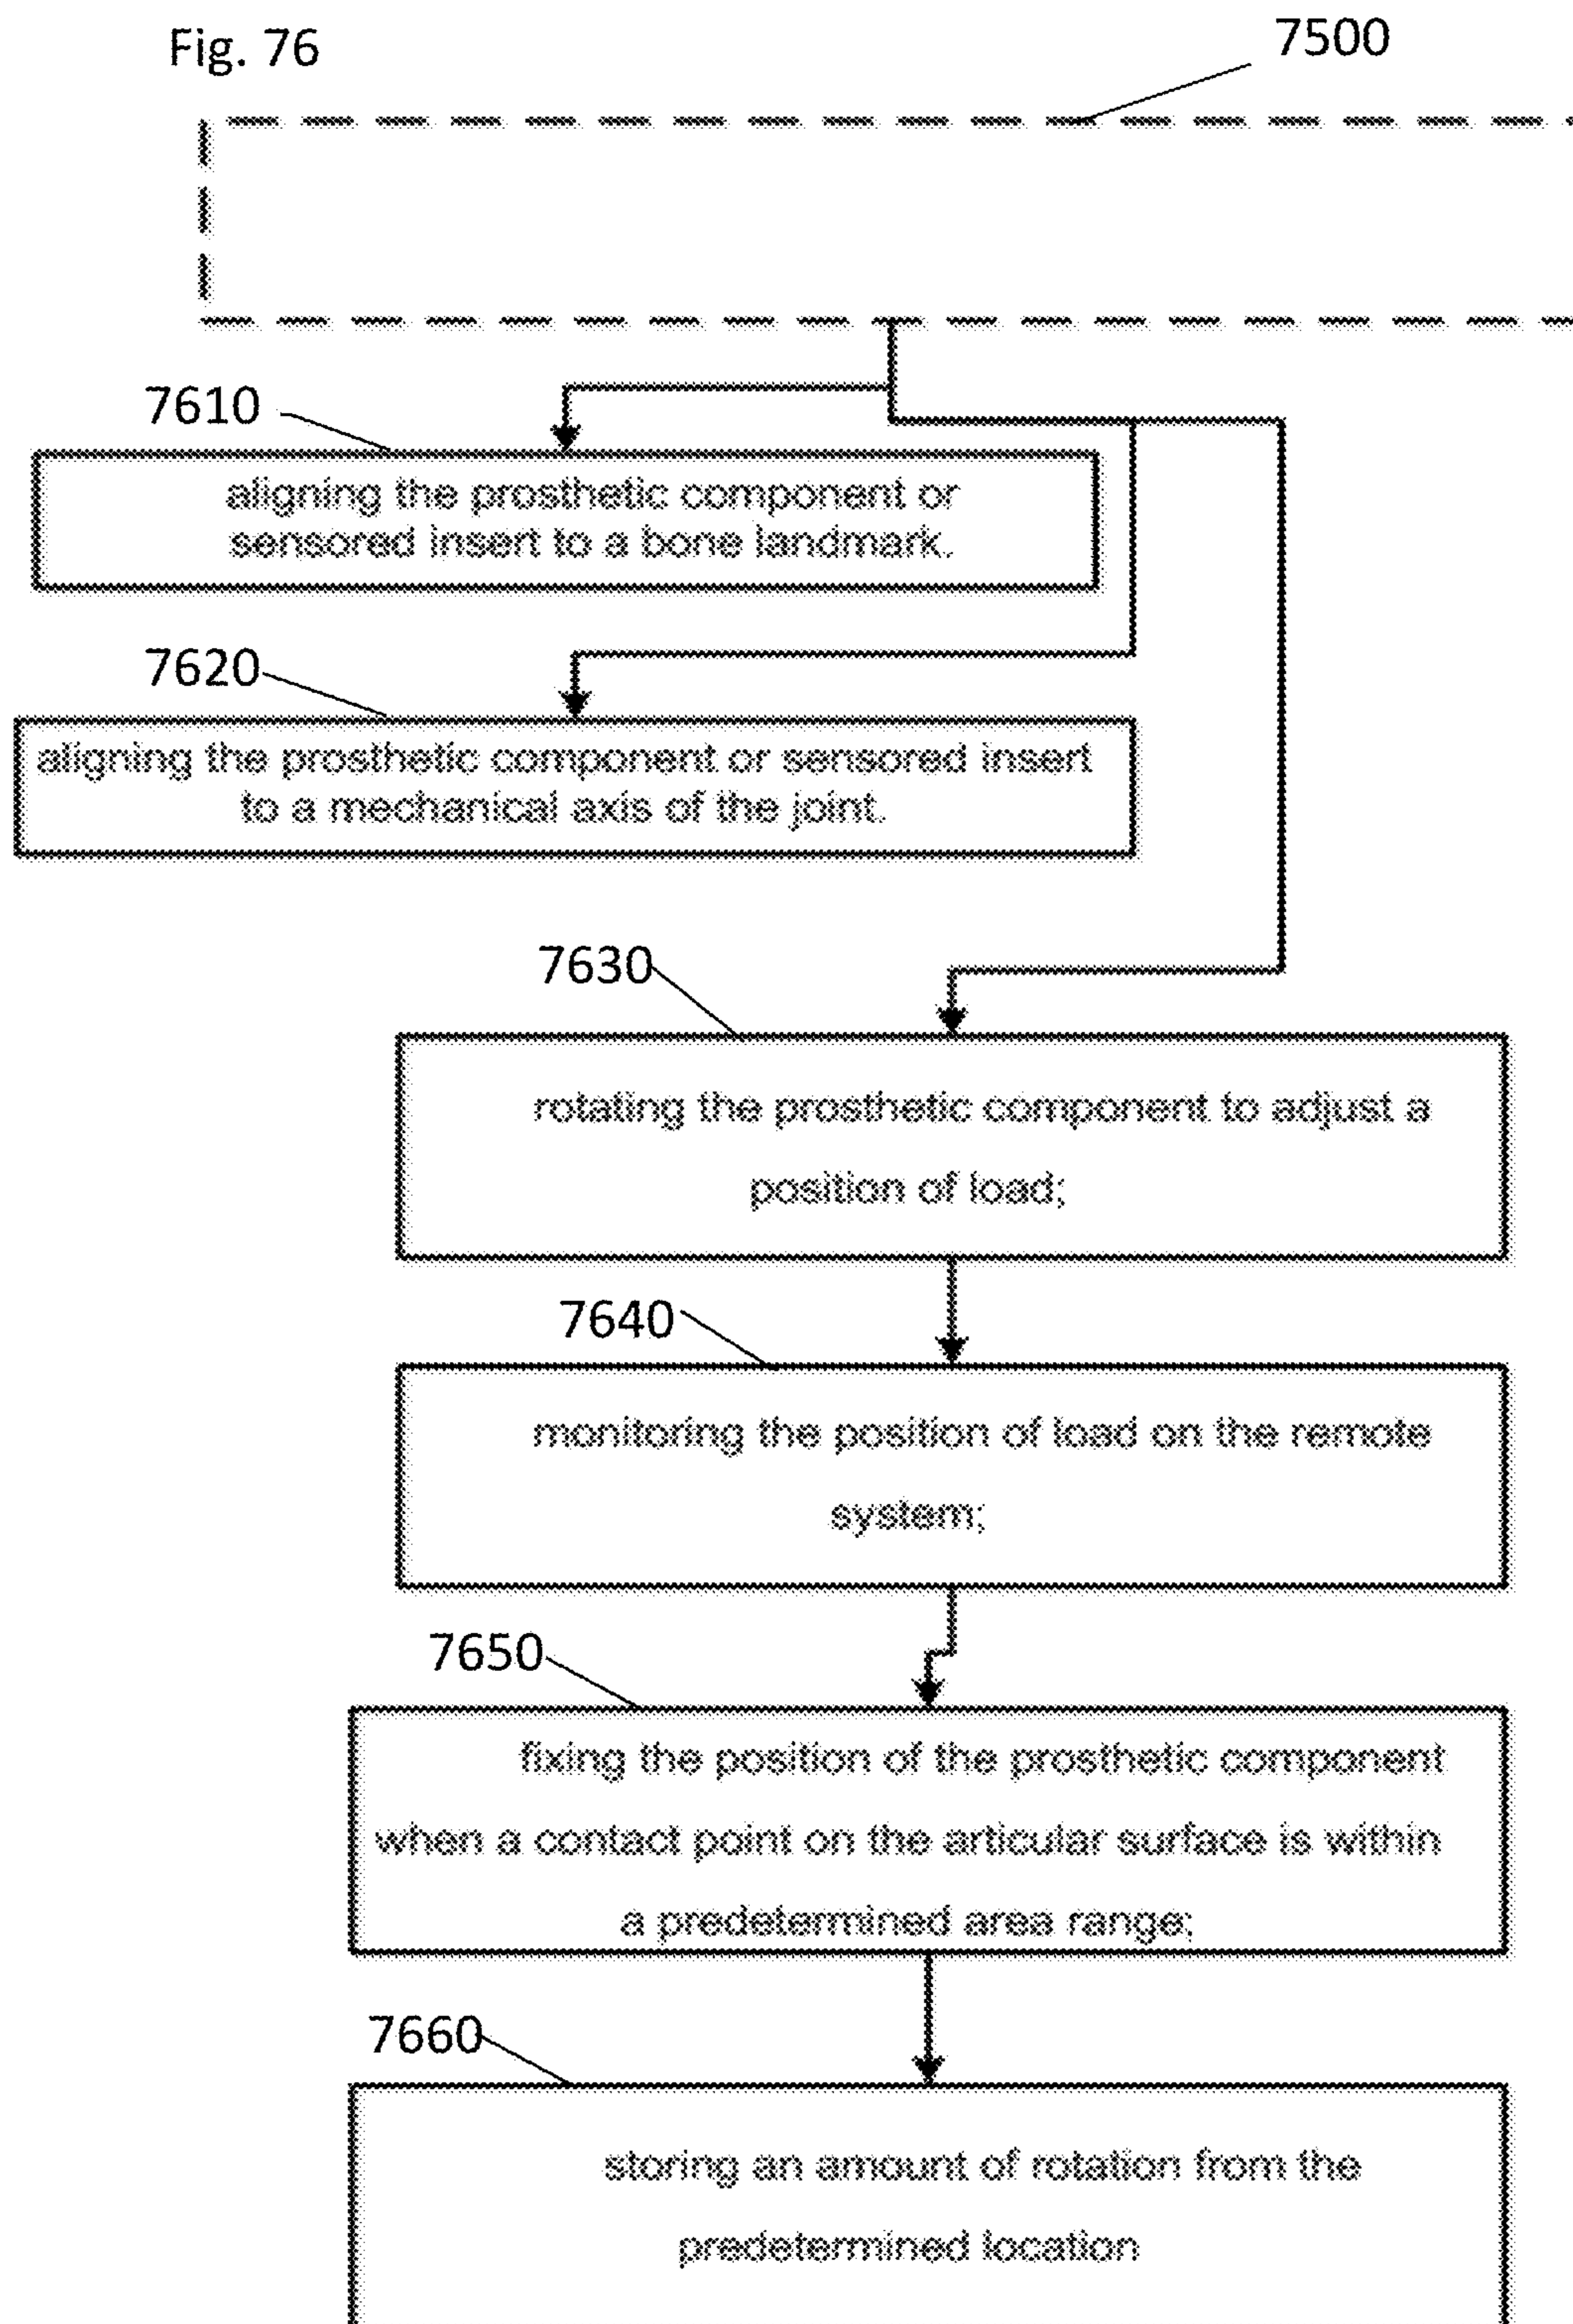 Fig. 76
7500
7610
aligning the prosthetic component or
sensored insert to a bone landmark.
7620
aligning the prosthetic component or sensored insert
to a mechanical axis of the joint.
7630
rotating the prosthetic component to adjust a
position of load;
7640
monitoring the position of load on the remote
system;
7650
fixing the position of the prosthetic component
when a contact point on the articular surface is within
a predetermined area range;
7660
storing an amount of rotation from the
predetermined location